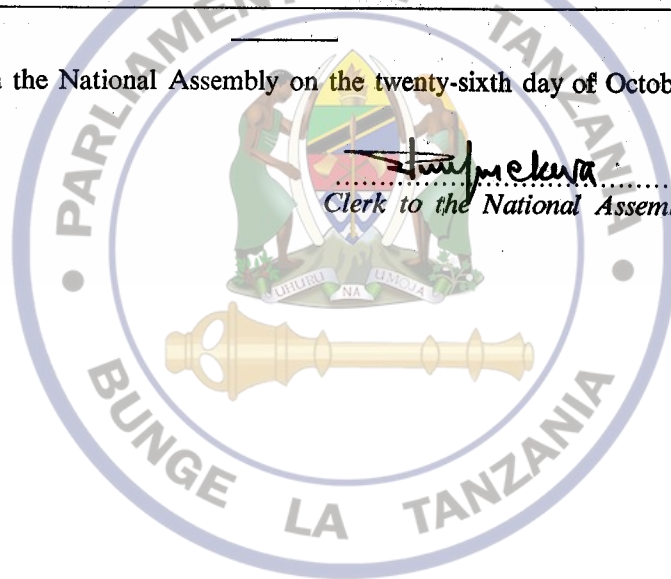 PARLIAMENT
TANZANIA
the National Assembly on the twenty-sixth day of Octob
Clerk to the National Assem
UHURU NA UMOJA
BUNGE LA TANZANIA